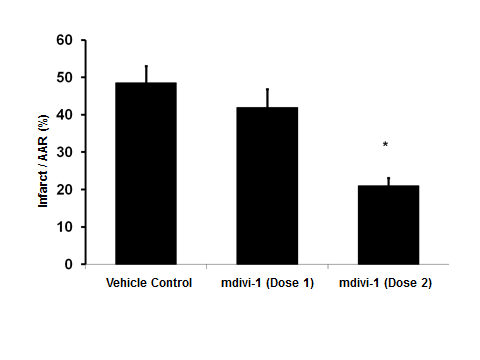 60
50
40
30
20
10
0
Infarct / AAR (%)
*
Vehicle Control
mdivi-1 (Dose 1)
mdivi-1 (Dose 2)